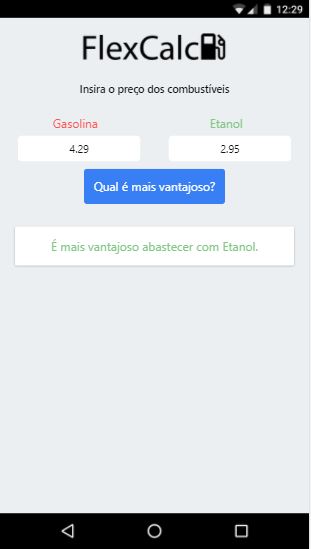 12:29
FlexCalc
Insira o preço dos combustíveis
Gasolina Etanol
4.29 2.95
Qual é mais vantajoso?
É mais vantajoso abastecer com Etanol.